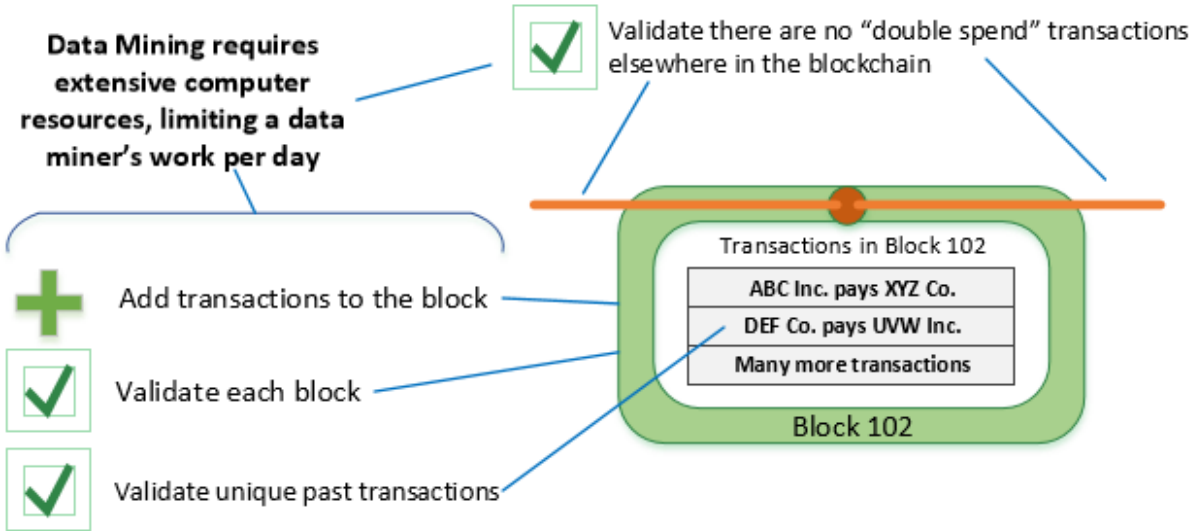 Data Mining requires
extensive computer
resources, limiting a data
miner's work per day
Validate there are no “double spend” transactions
elsewhere in the blockchain
Add transactions to the block
Validate each block
Validate unique past transactions
Transactions in Block 102
ABC Inc. pays XYZ Co.
DEF Co. pays UVW Inc.
Many more transactions
Block 102